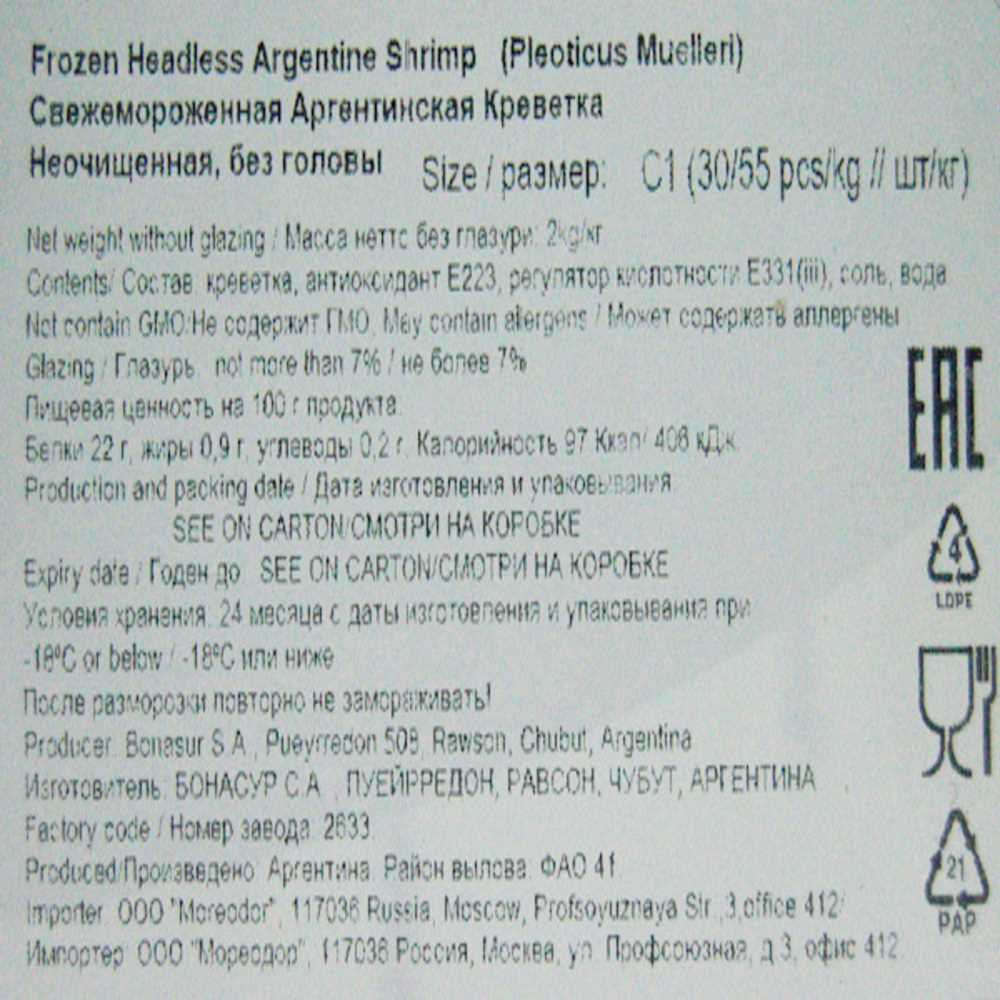 Frozen Headless Argentine Shrimp (Pleoticus Muelleri)
Свежемороженная Аргентинская Креветка
Неочищенная, без головы Size / размер: C1 (30/55 pcs/kg // шт/кг)
Net weight without glazing / Масса нетто без глазури: 2kg/кг
Contents/ Состав: креветка, антиоксидант Е223, регулятор кислотности Е331(iii), соль, вода
Not contain GMO/Не содержит ГМО, May contain allergens / Может содержать аллергены
Glazing / Глазурь: not more than 7% / не более 7%
Пищевая ценность на 100 г продукта:
Белки 22 г, жиры 0,9 г, углеводы 0,2 г, Калорийность 97 Ккал/ 406 кДж
Production and packing date / Дата изготовления и упаковывания:
SEE ON CARTON/СМОТРИ НА КОРОБКЕ
Expiry date / Годен до SEE ON CARTON/СМОТРИ НА КОРОБКЕ
Условия хранения: 24 месяца с даты изготовления и упаковывания при
-18ºC or below / -18ºC или ниже
После разморозки повторно не замораживать!
Producer: Bonasur S.A., Pueyrredon 508, Rawson, Chubut, Argentina
Изготовитель: БОНАСУР С.А., ПУЕЙРРЕДОН, РАВСОН, ЧУБУТ, АРГЕНТИНА
Factory code / Номер завода: 2633
Produced/Произведено: Аргентина. Район вылова: ФАО 41
Importer: OOO "Moreodor", 117036 Russia, Moscow, Profsoyuznaya Str.,3,office 412/
Импортер: ООО "Мореодор", 117036 Россия, Москва, ул. Профсоюзная, д.3, офис 412
EAC
4
LDPE
21
PAP